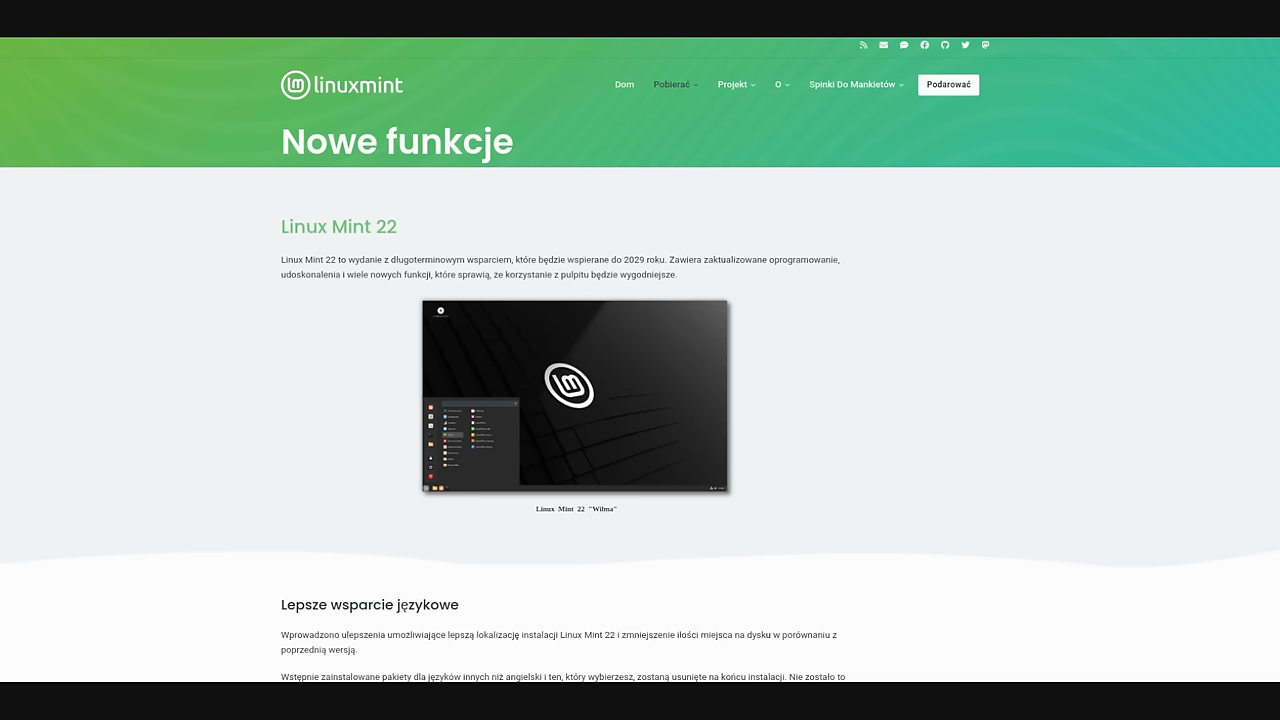 linuxmint
Dom Pobierać Projekt O Spinki Do Mankietów Podarować
Nowe funkcje
Linux Mint 22
Linux Mint 22 to wydanie z długoterminowym wsparciem, które będzie wspierane do 2029 roku. Zawiera zaktualizowane oprogramowanie,
udoskonalenia i wiele nowych funkcji, które sprawią, że korzystanie z pulpitu będzie wygodniejsze.
Linux Mint 22 "Wilma"
Lepsze wsparcie językowe
Wprowadzono ulepszenia umożliwiające lepszą lokalizację instalacji Linux Mint 22 i zmniejszenie ilości miejsca na dysku w porównaniu z
poprzednią wersją.
Wstępnie zainstalowane pakiety dla języków innych niż angielski i ten, który wybierzesz, zostaną usunięte na końcu instalacji. Nie zostało to